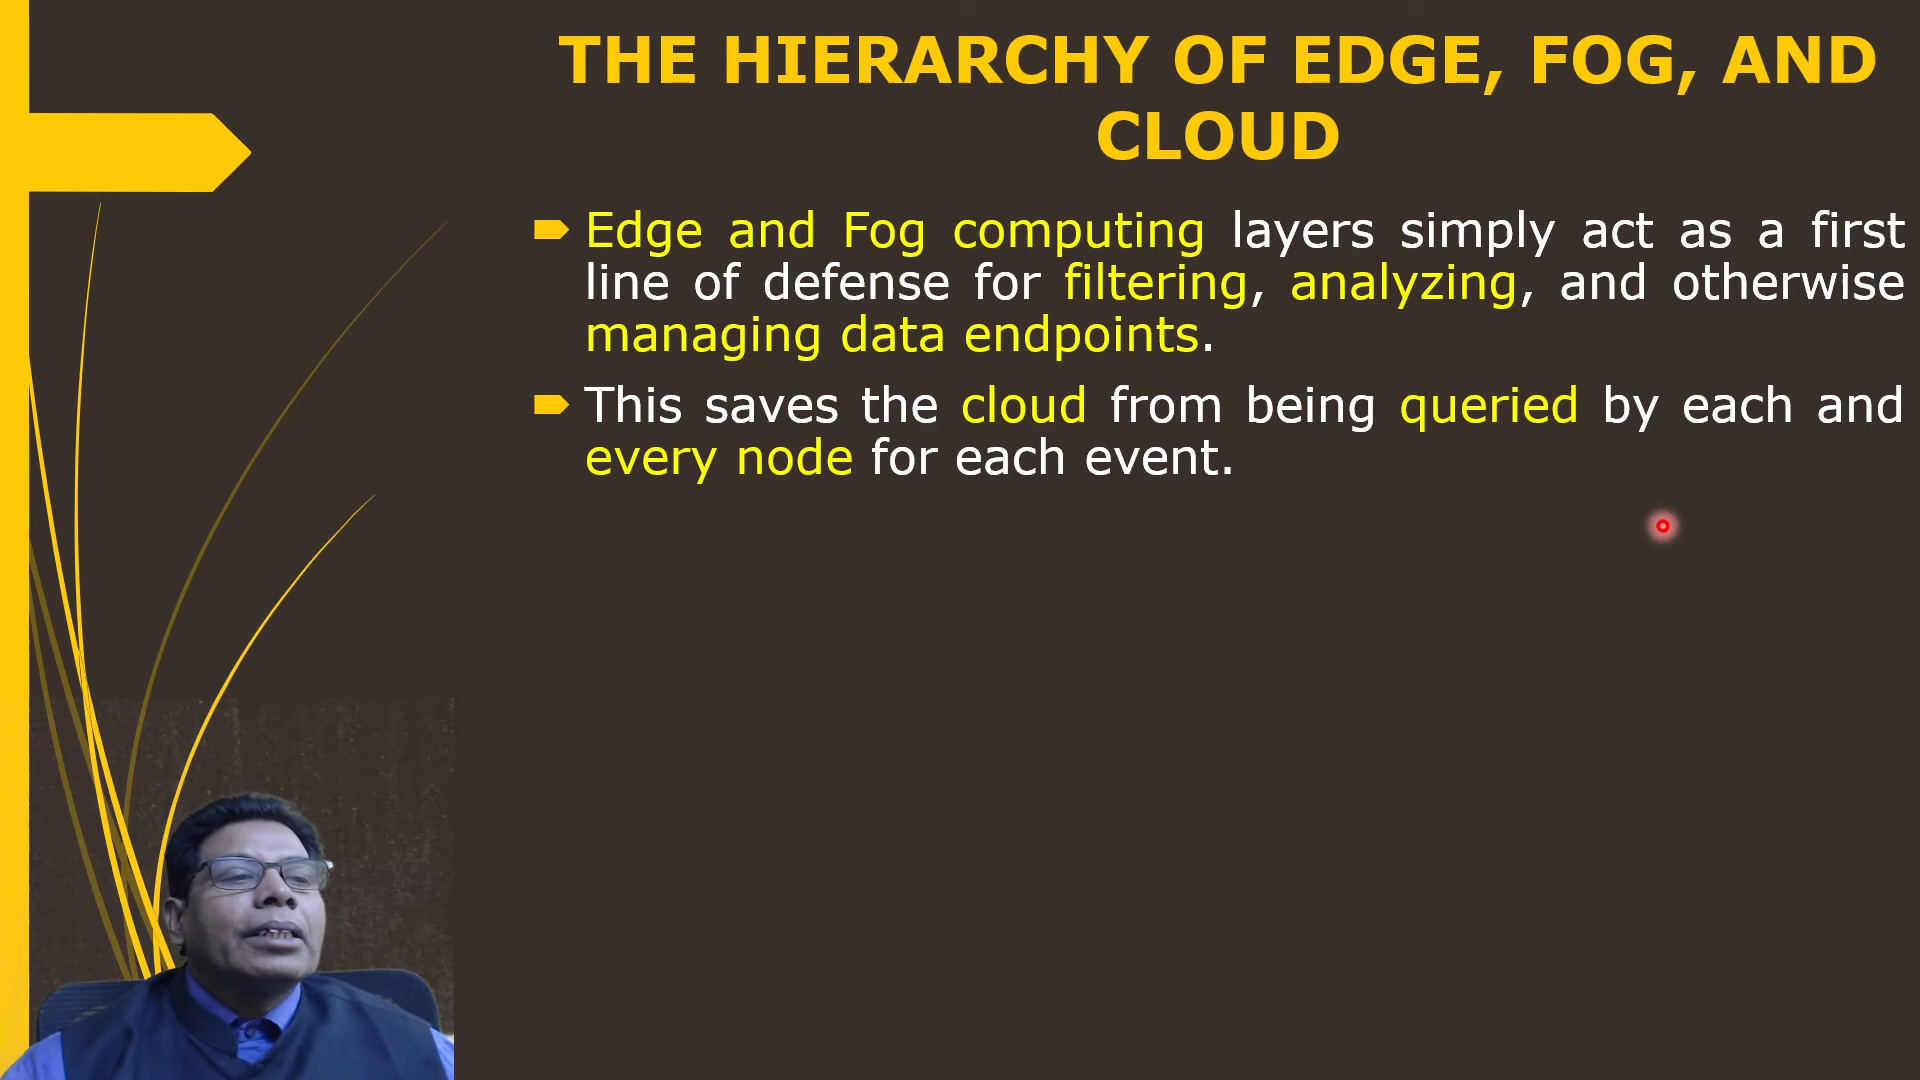 THE HIERARCHY OF EDGE, FOG, AND
CLOUD
Edge and Fog computing layers simply act as a first
line of defense for filtering, analyzing, and otherwise
managing data endpoints.
This saves the cloud from being queried by each and
every node for each event.